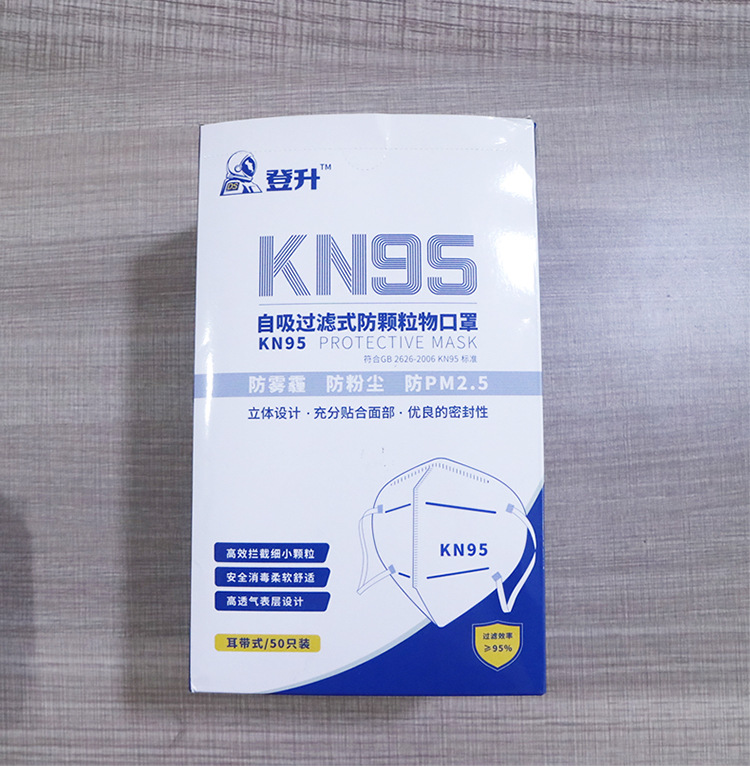 DS 登升™
KN95
自吸过滤式防颗粒物口罩
KN95 PROTECTIVE MASK
符合GB 2626-2006 KN95 标准
防雾霾 防粉尘 防PM2.5
立体设计·充分贴合面部·优良的密封性
KN95
高效拦截细小颗粒
安全消毒柔软舒适
高透气表层设计
耳带式/50只装
过滤效率
≥95%